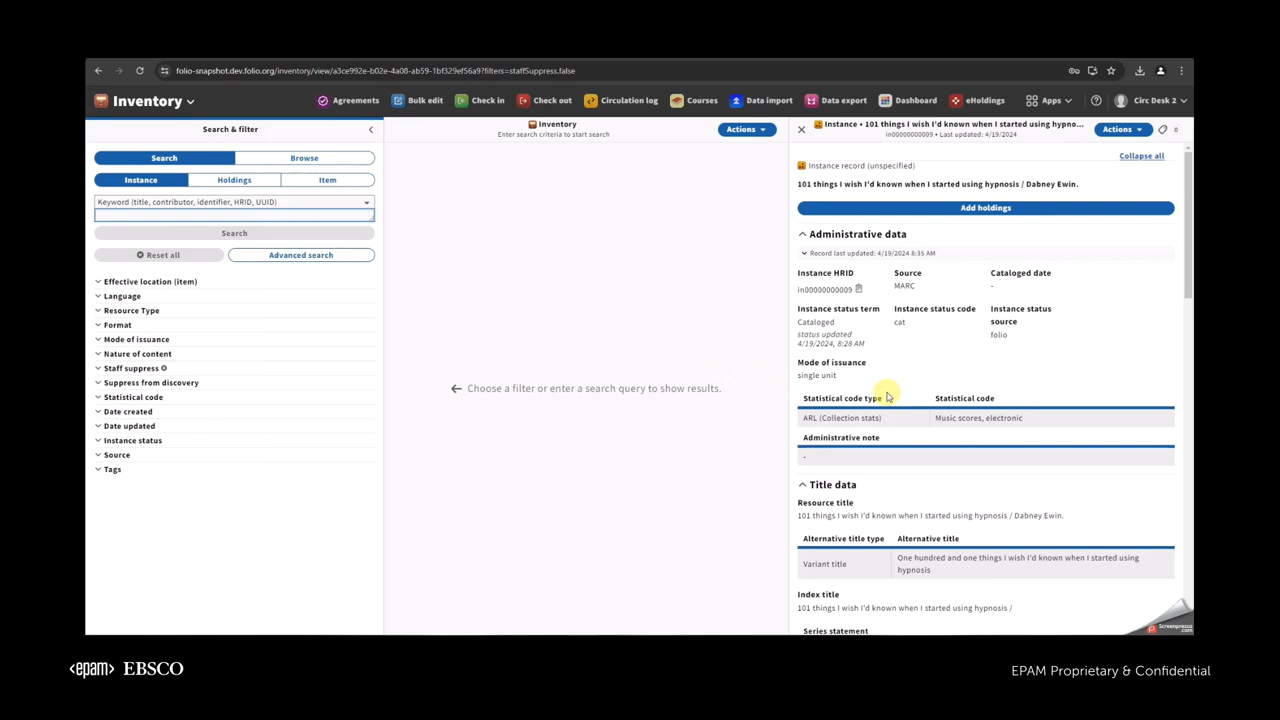 folio-snapshot.dev.folio.org/inventory/view/a3ce992e-b02e-4a08-ab59-1bf329ef56a9?filters=staffSuppress.false
Inventory
Agreements
Bulk edit
Check in
Check out
Circulation log
Courses
Data import
Data export
Dashboard
eHoldings
Apps
Circ Desk 2
Search & filter
Search
Browse
Instance
Holdings
Item
Keyword (title, contributor, identifier, HRID, UUID)
Search
Reset all
Advanced search
Effective location (item)
Language
Resource Type
Format
Mode of issuance
Nature of content
Staff suppress
Suppress from discovery
Statistical code
Date created
Date updated
Instance status
Source
Tags
Inventory
Enter search criteria to start search
Actions
Choose a filter or enter a search query to show results.
Instance • 101 things I wish I'd known when I started using hypno...
in00000000009 • Last updated: 4/19/2024
Actions
0
Collapse all
Instance record (unspecified)
101 things I wish I'd known when I started using hypnosis / Dabney Ewin.
Add holdings
Administrative data
Record last updated: 4/19/2024 8:35 AM
Instance HRID Source Cataloged date
in00000000009 MARC -
Instance status term Instance status code Instance status source
Cataloged cat folio
status updated 4/19/2024, 8:28 AM
Mode of issuance
single unit
Statistical code type Statistical code
ARL (Collection stats) Music scores, electronic
Administrative note
-
Title data
Resource title
101 things I wish I'd known when I started using hypnosis / Dabney Ewin.
Alternative title type Alternative title
Variant title One hundred and one things I wish I'd known when I started using hypnosis
Index title
101 things I wish I'd known when I started using hypnosis /
Series statement
Screenpresso.com
<epam> EBSCO
EPAM Proprietary & Confidential